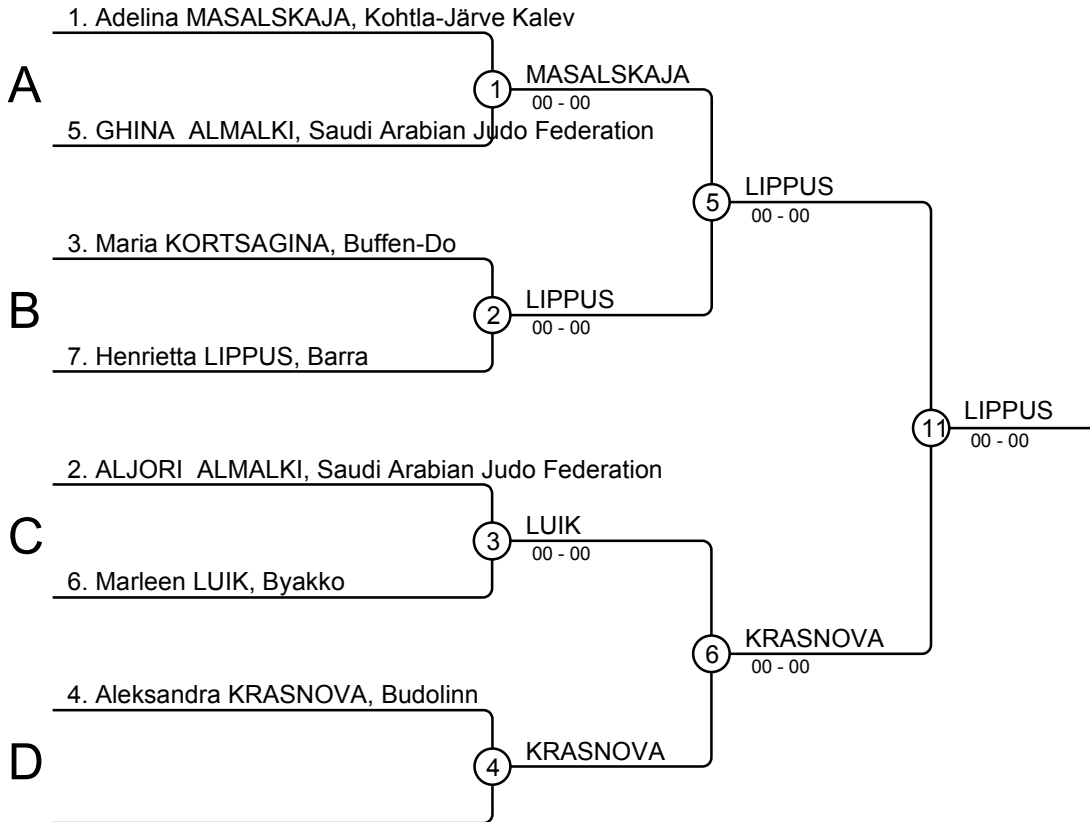 1. Adelina MASALSKAJA, Kohtla-Järve Kalev
A
1
MASALSKAJA
00 - 00
5. GHINA  ALMALKI, Saudi Arabian Judo Federation
5
LIPPUS
00 - 00
3. Maria KORTSAGINA, Buffen-Do
B
2
LIPPUS
00 - 00
7. Henrietta LIPPUS, Barra
11
LIPPUS
00 - 00
2. ALJORI  ALMALKI, Saudi Arabian Judo Federation
C
3
LUIK
00 - 00
6. Marleen LUIK, Byakko
6
KRASNOVA
00 - 00
4. Aleksandra KRASNOVA, Budolinn
D
4
KRASNOVA